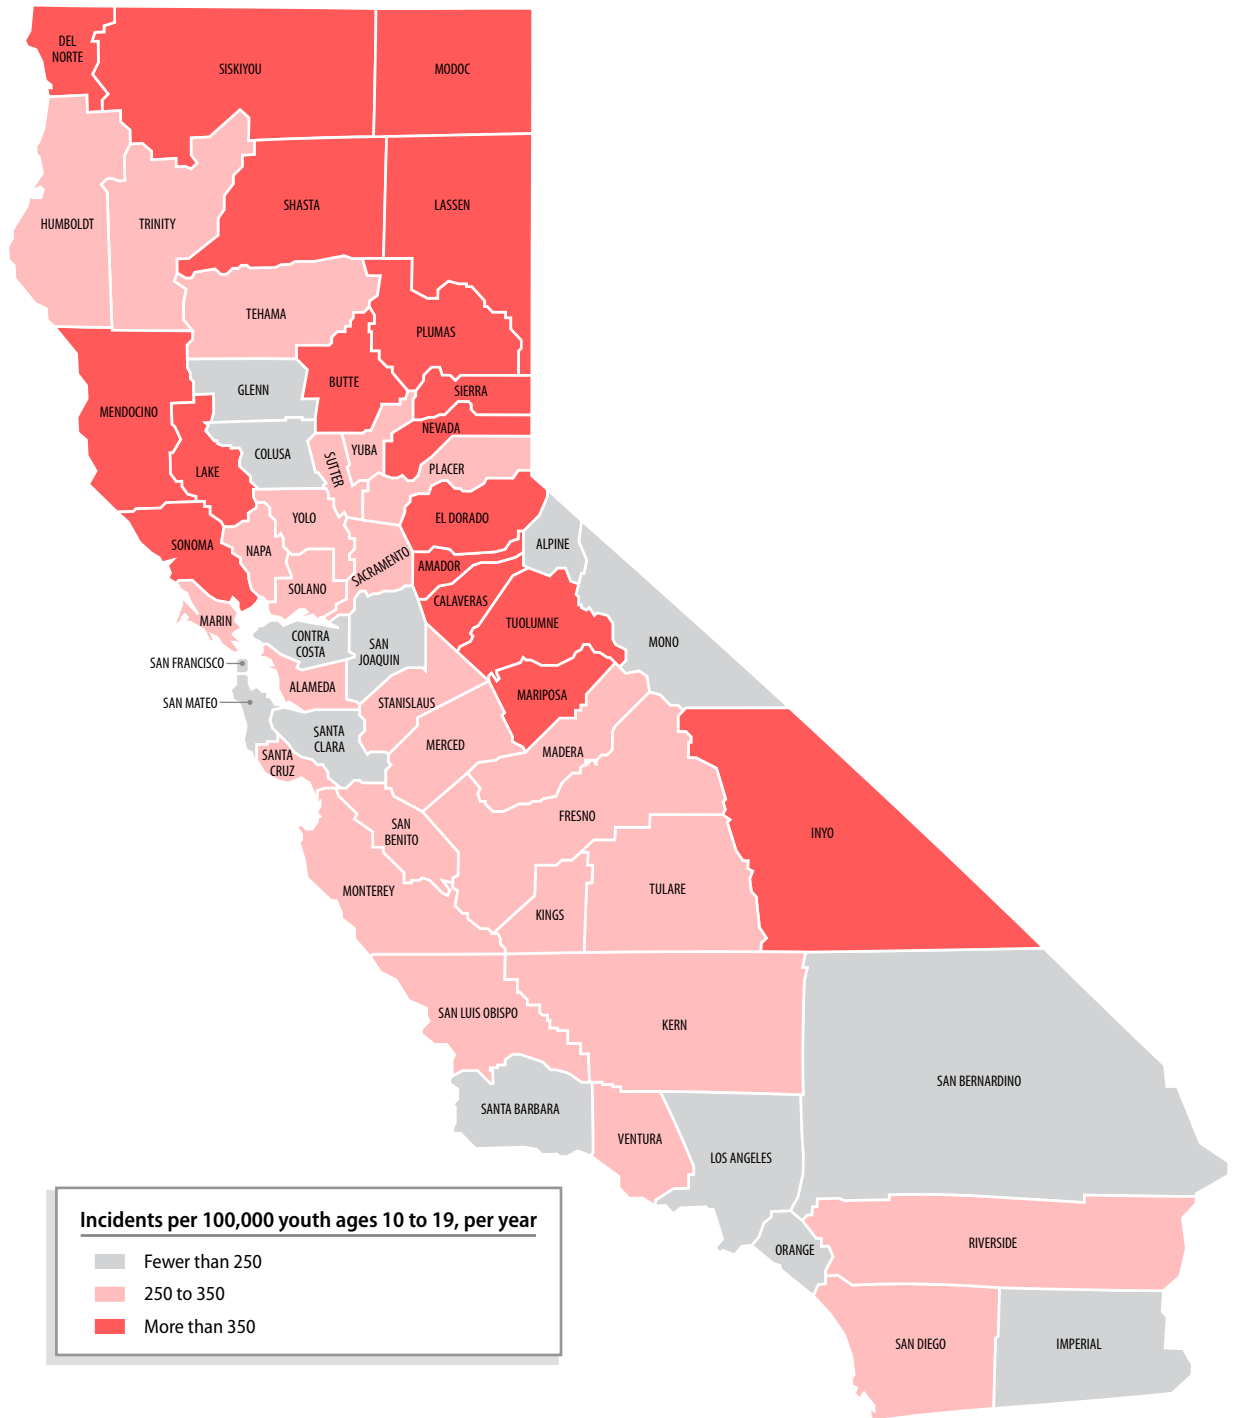 DEL
NORTE
SISKIYOU
MODOC
SHASTA
LASSEN
HUMBOLDT
TRINITY
TEHAMA
PLUMAS
GLENN
BUTTE
SIERRA
MENDOCINO
NEVADA
COLUSA
SUTTER
YUBA
LAKE
PLACER
YOLO
EL DORADO
SONOMA
NAPA
ALPINE
SACRAMENTO
AMADOR
SOLANO
CALAVERAS
MARIN
TUOLUMNE
CONTRA
COSTA
SAN
JOAQUIN
MONO
SAN FRANCISCO
ALAMEDA
MARIPOSA
SAN MATEO
STANISLAUS
SANTA
CLARA
MERCED
MADERA
SANTA
CRUZ
FRESNO
SAN
BENITO
INYO
MONTEREY
TULARE
KINGS
SAN LUIS OBISPO
KERN
SAN BERNARDINO
SANTA BARBARA
VENTURA
LOS ANGELES
ORANGE
RIVERSIDE
SAN DIEGO
IMPERIAL
Incidents per 100,000 youth ages 10 to 19, per year
Fewer than 250
250 to 350
More than 350